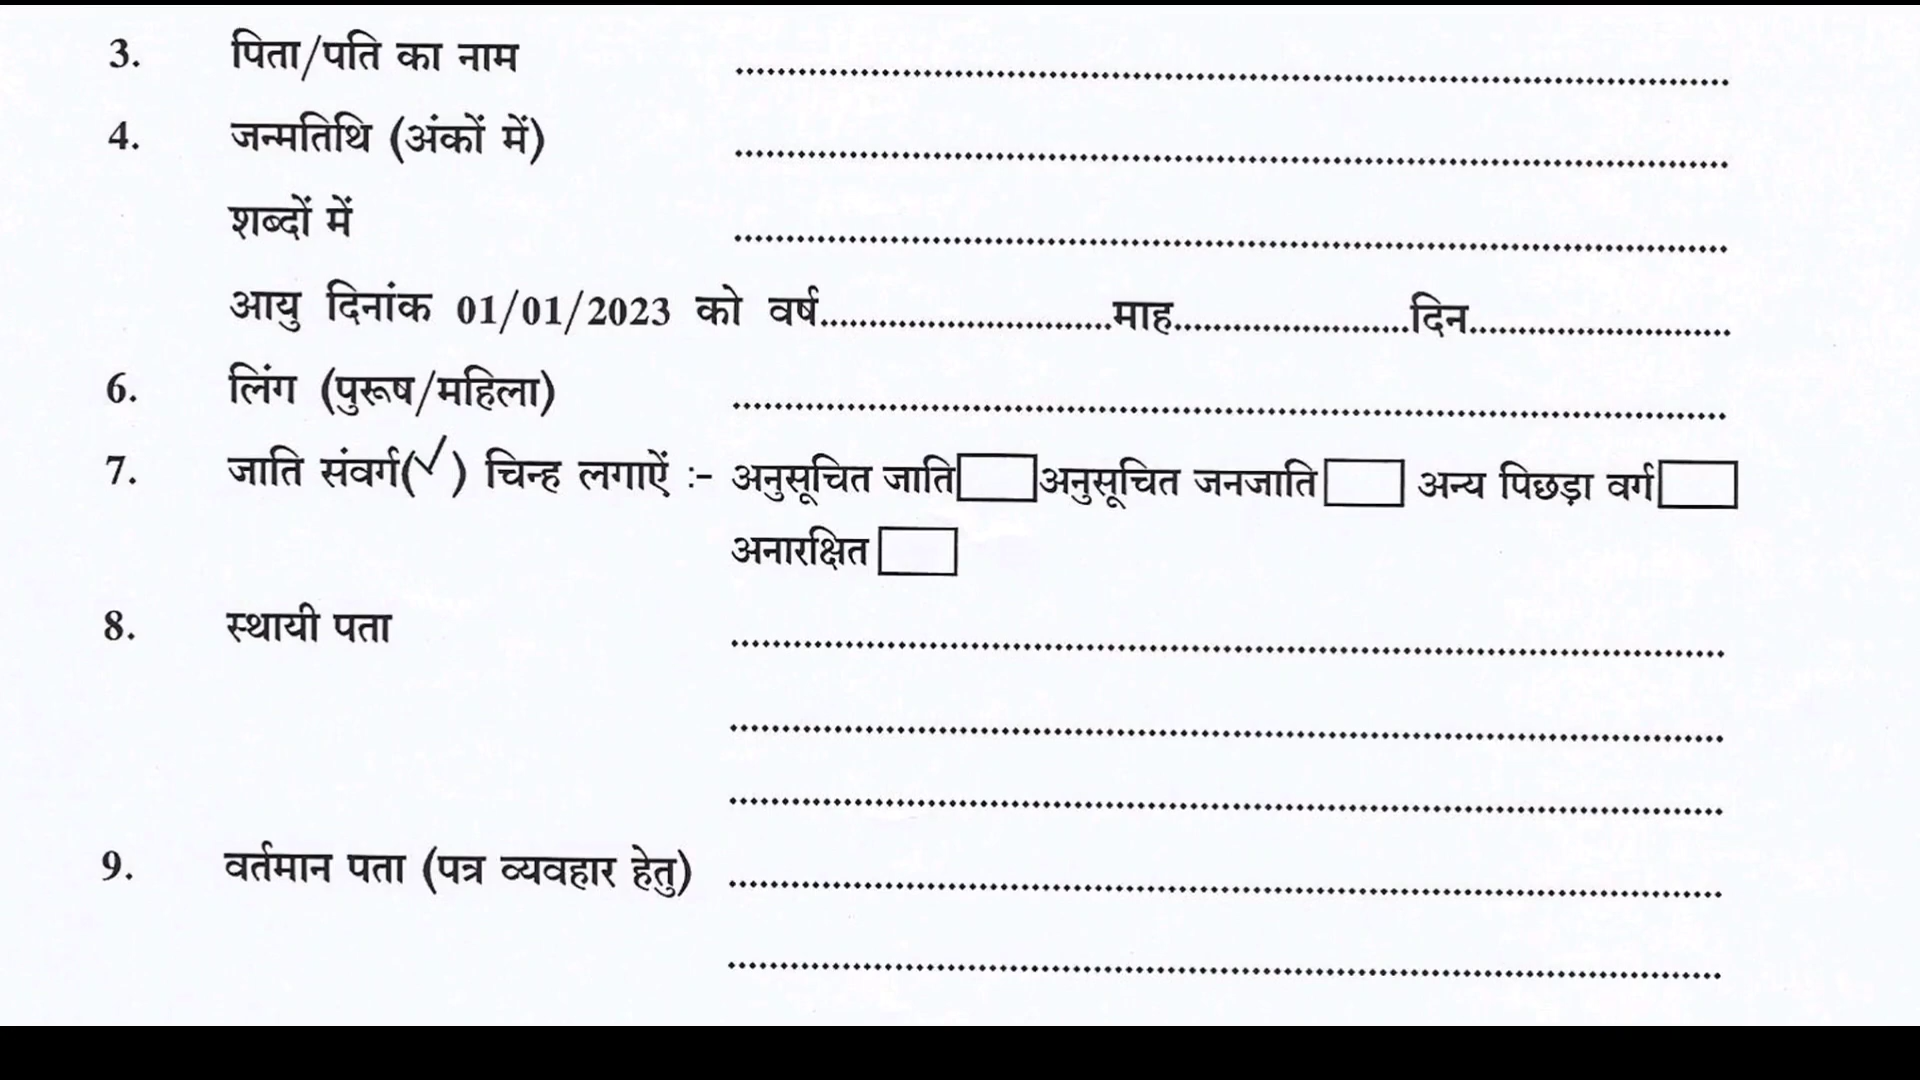 3. पिता/पति का नाम ........................................
4. जन्मतिथि (अंकों में) ........................................
शब्दों में ........................................
आयु दिनांक 01/01/2023 को वर्ष....................माह....................दिन....................
6. लिंग (पुरूष/महिला) ........................................
7. जाति संवर्ग(✓) चिन्ह लगाऐं :- अनुसूचित जाति अनुसूचित जनजाति अन्य पिछड़ा वर्ग
अनारक्षित
8. स्थायी पता ........................................
........................................
........................................
9. वर्तमान पता (पत्र व्यवहार हेतु) ........................................
........................................